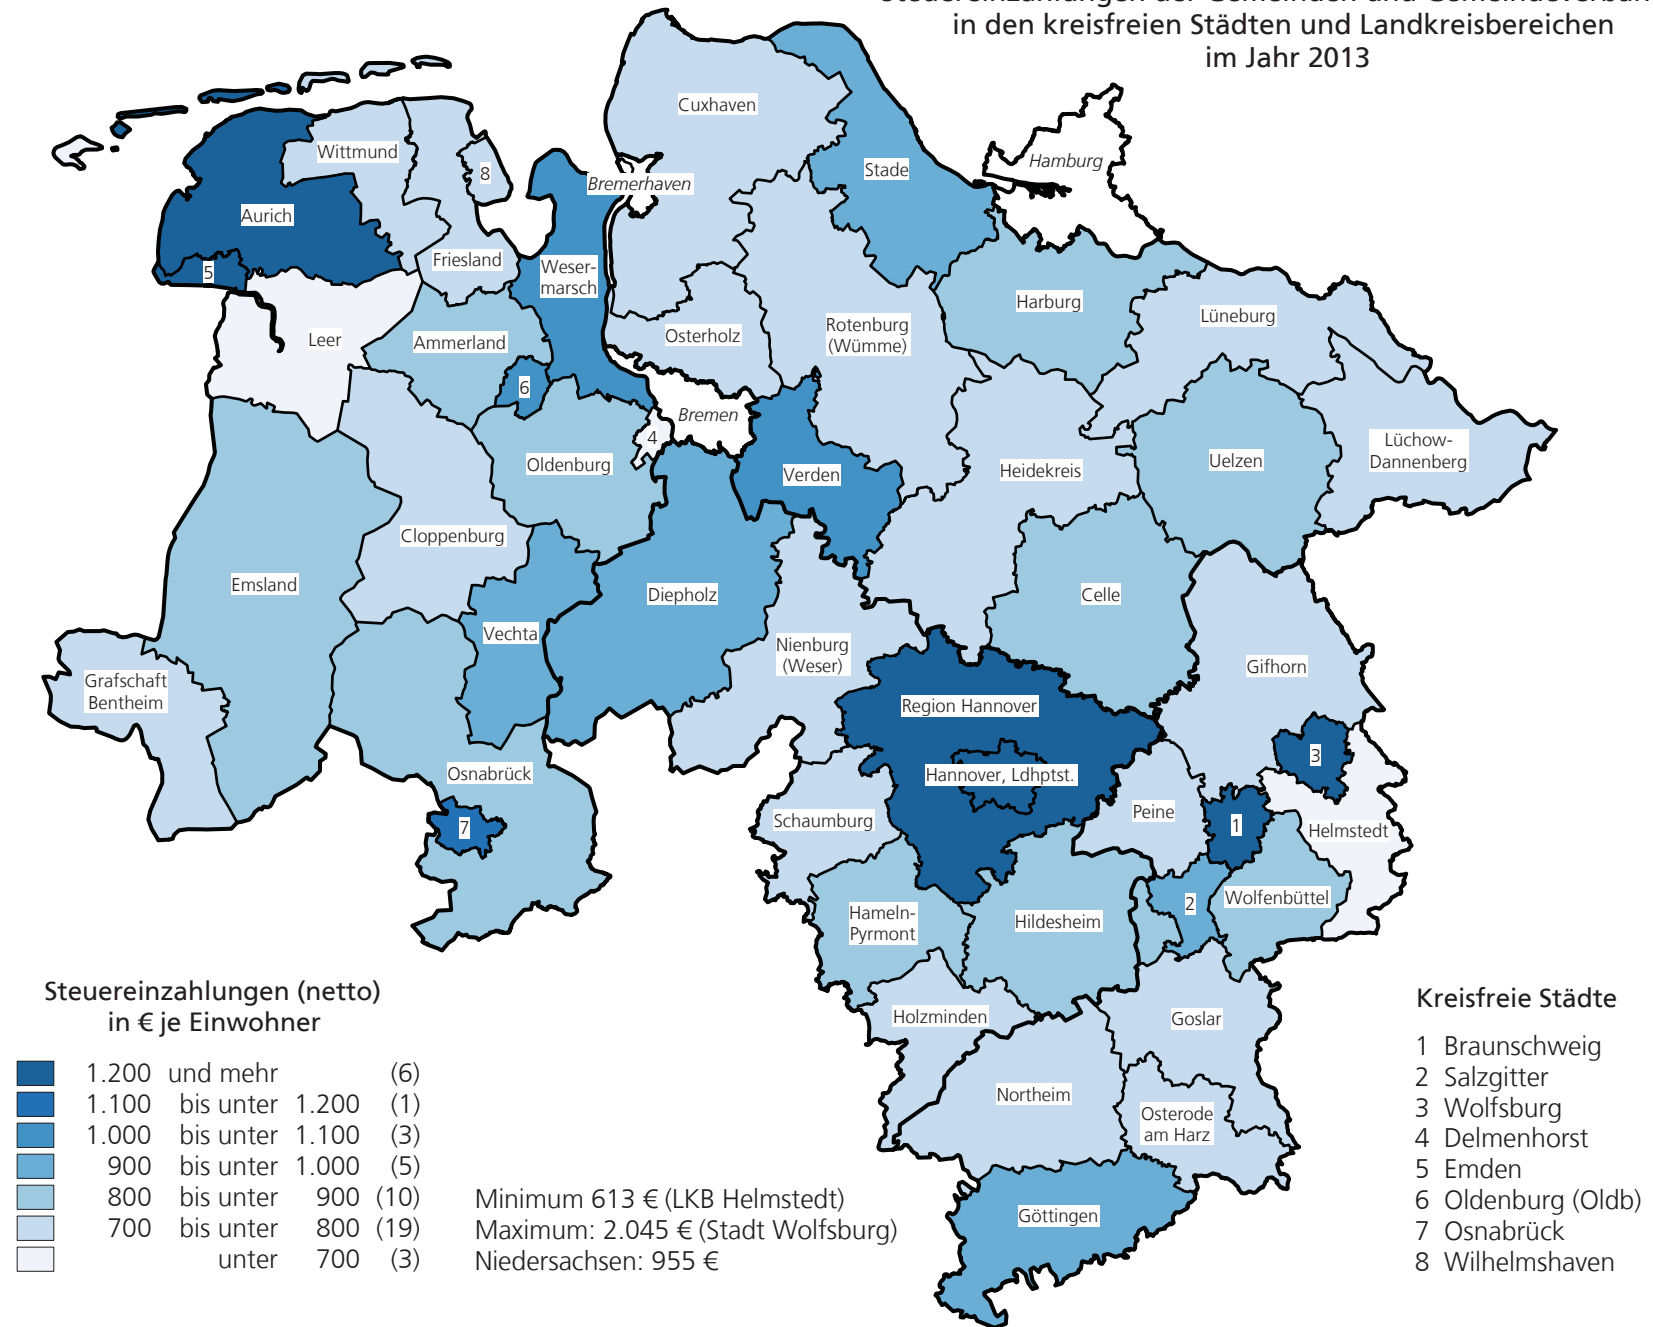 in den kreisfreien Städten und Landkreisbereichen
im Jahr 2013
Cuxhaven
Wittmund
8
Stade
Hamburg
Bremerhaven
Aurich
5
Friesland
Weser-
marsch
Harburg
Lüneburg
Leer
Ammerland
Osterholz
Rotenburg
(Wümme)
6
Bremen
4
Oldenburg
Verden
Heidekreis
Uelzen
Lüchow-
Dannenberg
Cloppenburg
Emsland
Diepholz
Celle
Vechta
Nienburg
(Weser)
Gifhorn
Grafschaft
Bentheim
Region Hannover
3
Osnabrück
Hannover, Ldhptst.
7
Schaumburg
Peine
1
Helmstedt
2
Wolfenbüttel
Hameln-
Pyrmont
Hildesheim
Holzminden
Goslar
Northeim
Osterode
am Harz
Göttingen
Steuereinzahlungen (netto)
in € je Einwohner
1.200 und mehr (6)
1.100 bis unter 1.200 (1)
1.000 bis unter 1.100 (3)
900 bis unter 1.000 (5)
800 bis unter 900 (10)
700 bis unter 800 (19)
unter 700 (3)
Minimum 613 € (LKB Helmstedt)
Maximum: 2.045 € (Stadt Wolfsburg)
Niedersachsen: 955 €
Kreisfreie Städte
1 Braunschweig
2 Salzgitter
3 Wolfsburg
4 Delmenhorst
5 Emden
6 Oldenburg (Oldb)
7 Osnabrück
8 Wilhelmshaven